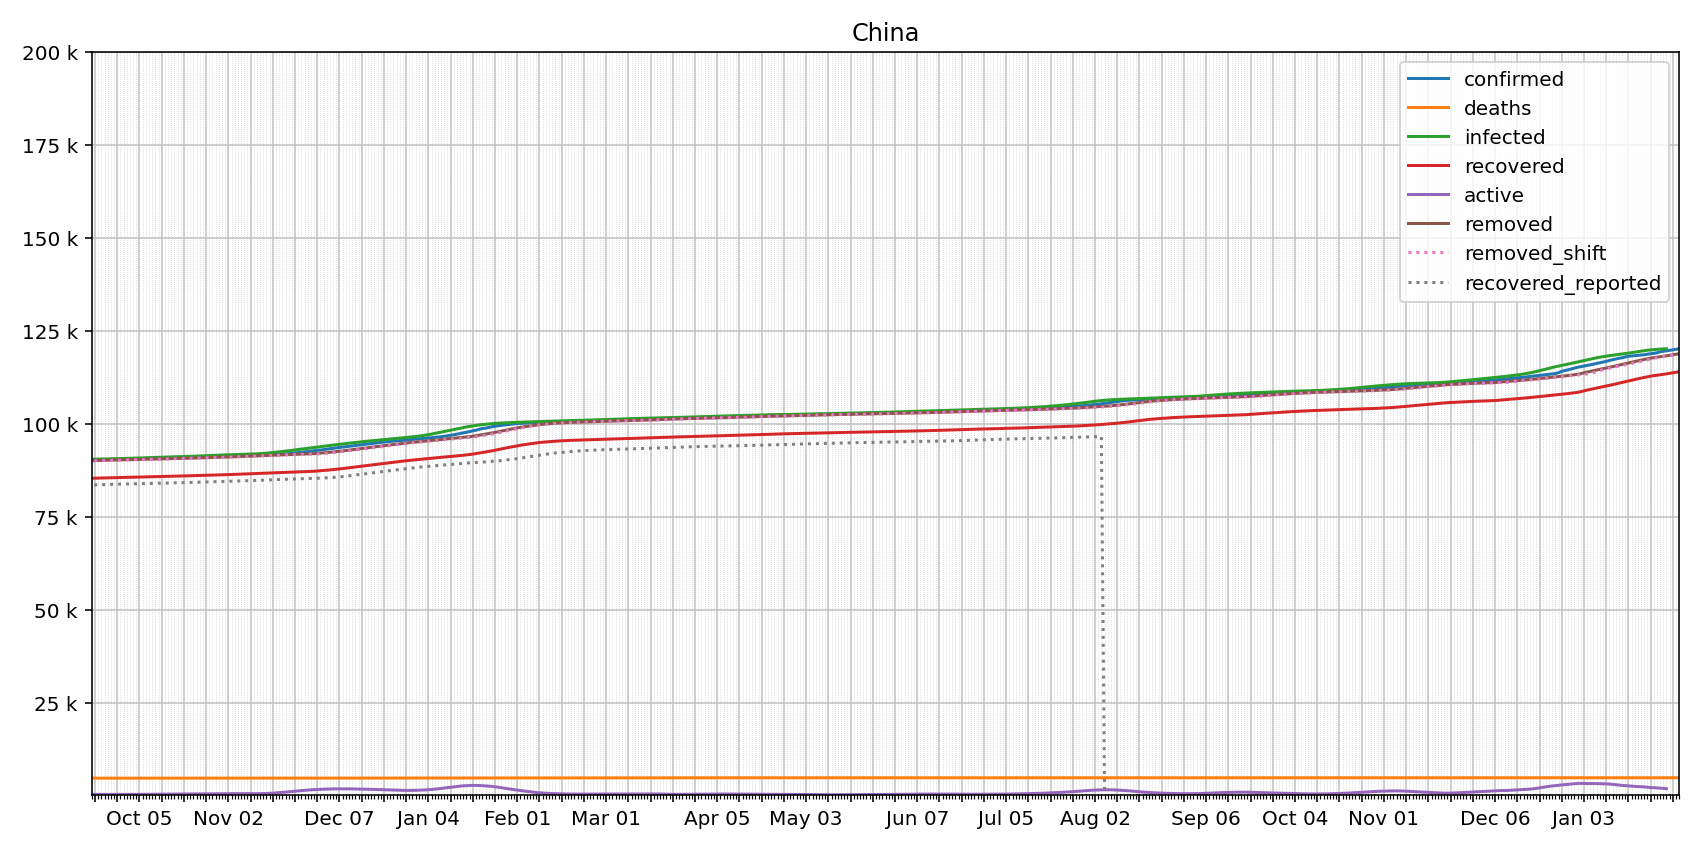 China
200 k
175 k
150 k
125 k
100 k
75 k
50 k
25 k
confirmed
deaths
infected
recovered
active
removed
removed_shift
recovered_reported
Oct 05 Nov 02 Dec 07 Jan 04 Feb 01 Mar 01 Apr 05 May 03 Jun 07 Jul 05 Aug 02 Sep 06 Oct 04 Nov 01 Dec 06 Jan 03